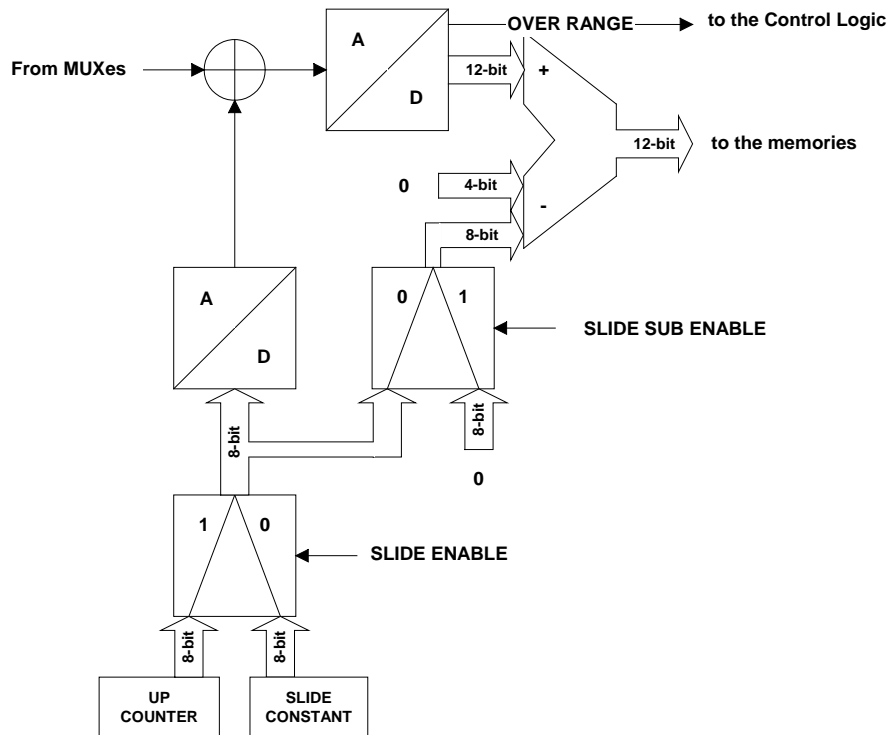 OVER RANGE
to the Control Logic
A
D
From MUXes
12-bit
+
12-bit
to the memories
0
4-bit
-
8-bit
A
D
0
1
SLIDE SUB ENABLE
8-bit
8-bit
0
1
0
SLIDE ENABLE
8-bit
8-bit
UP
COUNTER
SLIDE
CONSTANT